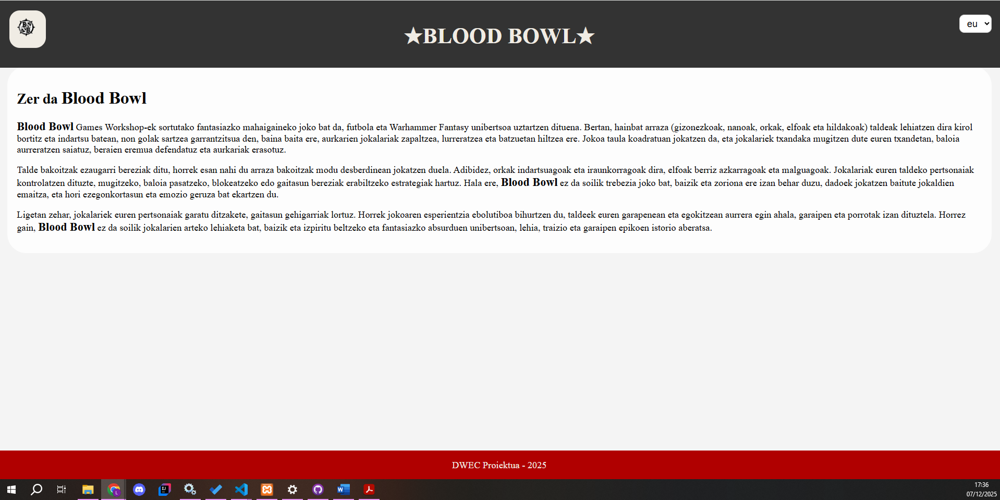 ★BLOOD BOWL★
eu
Zer da Blood Bowl
Blood Bowl Games Workshop-ek sortutako fantasiazko mahaigaineko joko bat da, futbola eta Warhammer Fantasy unibertsoa uztartzen dituena. Bertan, hainbat arraza (gizonezkoak, nanoak, orkak, elfoak eta hildakoak) taldeak lehiatzen dira kirol
bortitz eta indartsu batean, non golak sartzea garrantzitsua den, baina baita ere, aurkarien jokalariak zapaltzea, lurreratzea eta batzuetan hiltzea ere. Jokoa taula koadratuan jokatzen da, eta jokalariek txandaka mugitzen dute euren txandetan, baloia
aurreratzen saiatuz, beraien eremua defendatuz eta aurkariak erasotuz.
Talde bakoitzak ezaugarri bereziak ditu, horrek esan nahi du arraza bakoitzak modu desberdinean jokatzen duela. Adibidez, orkak indartsuagoak eta iraunkorragoak dira, elfoak berriz azkarragoak eta malguagoak. Jokalariak euren taldeko pertsonaiak
kontrolatzen dituzte, mugitzeko, baloia pasatzeko, blokeatzeko edo gaitasun bereziak erabiltzeko estrategiak hartuz. Hala ere, Blood Bowl ez da soilik trebezia joko bat, baizik eta zoriona ere izan behar duzu, dadoek jokatzen baitute jokaldien
emaitza, eta hori ezegonkortasun eta emozio geruza bat ekartzen du.
Ligetan zehar, jokalariek euren pertsonaiak garatu ditzakete, gaitasun gehigarriak lortuz. Horrek jokoaren esperientzia ebolutiboa bihurtzen du, taldeek euren garapenean eta egokitzean aurrera egin ahala, garaipen eta porrotak izan dituztela. Horrez
gain, Blood Bowl ez da soilik jokalarien arteko lehiaketa bat, baizik eta izpiritu beltzeko eta fantasiazko absurduen unibertsoan, lehia, traizio eta garaipen epikoen istorio aberatsa.
DWEC Proiektua - 2025
17:36
07/12/2025